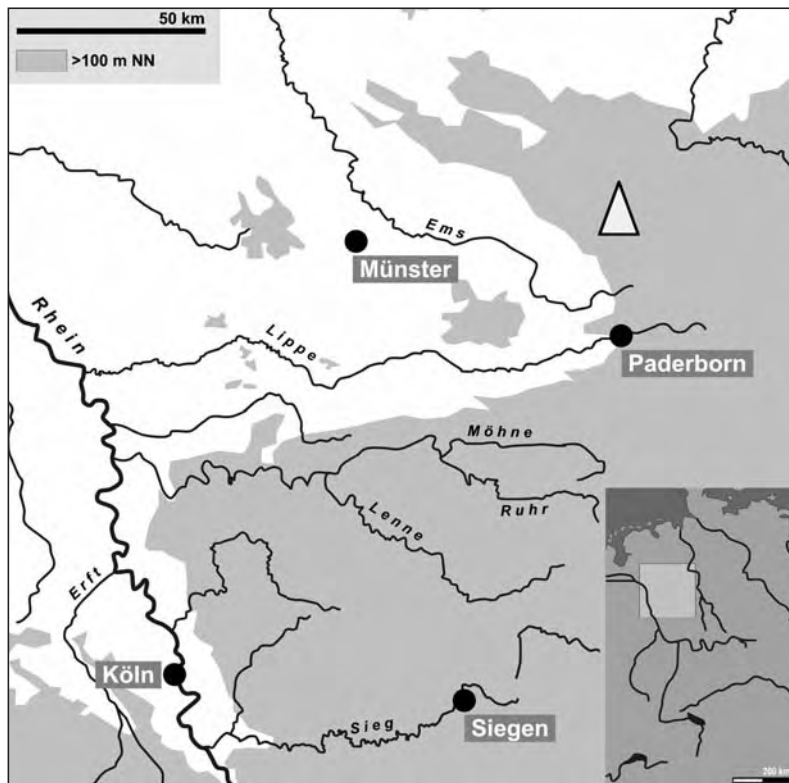 50 km
>100 m NN
Ems
Münster
Rhein
Lippe
Paderborn
Möhne
Ruhr
Lenne
Erft
Köln
Sieg
Siegen
200 km